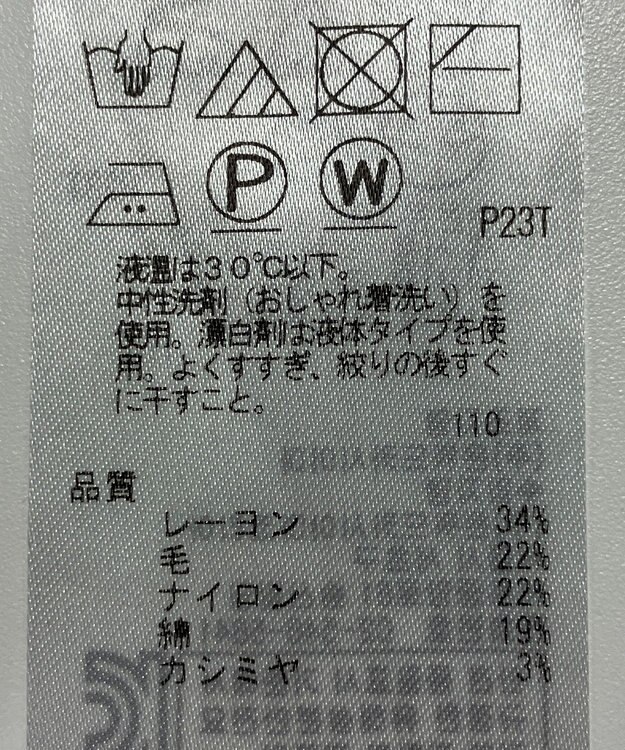 P W
P23T
液温は30℃以下。
中性洗剤（おしゃれ着洗い）を
使用。漂白剤は液体タイプを使
用。よくすすぎ、絞りの後すぐ
に干すこと。
110
品質
レーヨン 34%
毛 22%
ナイロン 22%
綿 19%
カシミヤ 3%